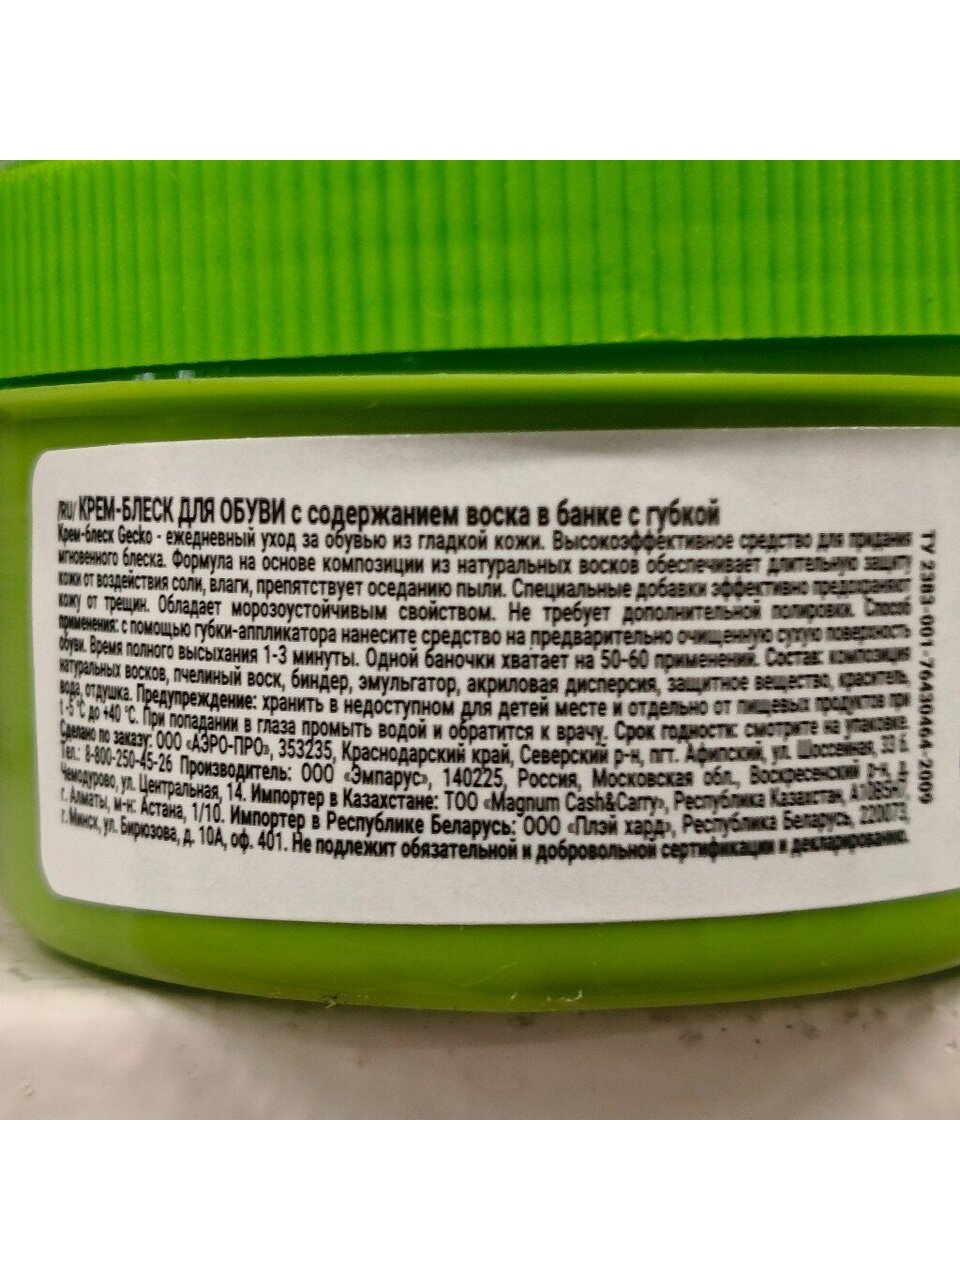 /RU/ КРЕМ-БЛЕСК ДЛЯ ОБУВИ с содержанием воска в банке с губкой
Крем-блеск Gecko - ежедневный уход за обувью из гладкой кожи. Высокоэффективное средство для придания
мгновенного блеска. Формула на основе композиции из натуральных восков обеспечивает длительную защиту
кожи от воздействия соли, влаги, препятствует оседанию пыли. Специальные добавки эффективно предохраняют
кожу от трещин. Обладает морозоустойчивым свойством. Не требует дополнительной полировки. Способ
применения: с помощью губки-аппликатора нанесите средство на предварительно очищенную сухую поверхность
обуви. Время полного высыхания 1-3 минуты. Одной баночки хватает на 50-60 применений. Состав: композиция
натуральных восков, пчелиный воск, биндер, эмульгатор, акриловая дисперсия, защитное вещество, краситель,
вода, отдушка. Предупреждение: хранить в недоступном для детей месте и отдельно от пищевых продуктов при
t -5 °C до +40 °C. При попадании в глаза промыть водой и обратится к врачу. Срок годности: смотрите на упаковке.
Сделано по заказу: ООО «АЭРО-ПРО», 353235, Краснодарский край, Северский р-н, пгт. Афипский, ул. Шоссейная, 33 б.
Тел.: 8-800-250-45-26 Производитель: ООО «Эмпарус», 140225, Россия, Московская обл., Воскресенский р-н, д.
Чемодурово, ул. Центральная, 14. Импортер в Казахстане: ТОО «Magnum Cash&Carry», Республика Казахстан,
г. Алматы, м-н: Астана, 1/10. Импортер в Республике Беларусь: ООО «Плэй хард», Республика Беларусь, 220073,
г. Минск, ул. Бирюзова, д. 10А, оф. 401. Не подлежит обязательной и добровольной сертификации и декларированию.
ТУ 2383-001-76430464-2009